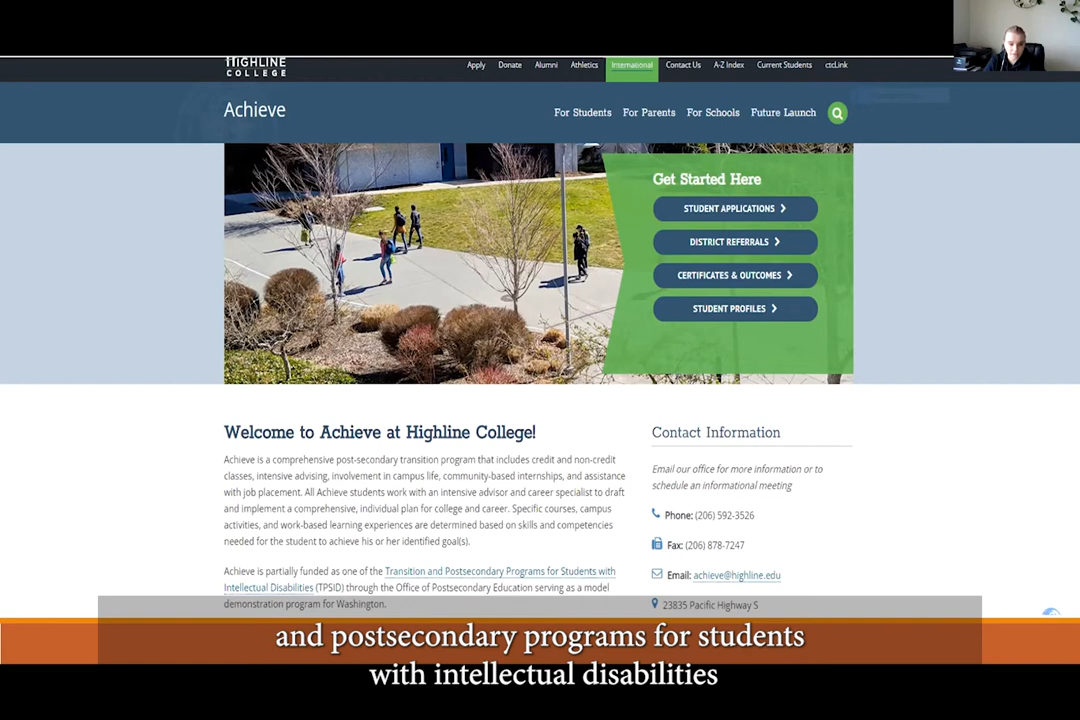 HIGHLINE
COLLEGE
Apply Donate Alumni Athletics International Contact Us A-Z Index Current Students ctcLink
Achieve
For Students For Parents For Schools Future Launch
Get Started Here
STUDENT APPLICATIONS
DISTRICT REFERRALS
CERTIFICATES & OUTCOMES
STUDENT PROFILES
Welcome to Achieve at Highline College!
Achieve is a comprehensive post-secondary transition program that includes credit and non-credit
classes, intensive advising, involvement in campus life, community-based internships, and assistance
with job placement. All Achieve students work with an intensive advisor and career specialist to draft
and implement a comprehensive, individual plan for college and career. Specific courses, campus
activities, and work-based learning experiences are determined based on skills and competencies
needed for the student to achieve his or her identified goal(s).
Achieve is partially funded as one of the Transition and Postsecondary Programs for Students with
Intellectual Disabilities (TPSID) through the Office of Postsecondary Education serving as a model
demonstration program for Washington.
Contact Information
Email our office for more information or to
schedule an informational meeting
Phone: (206) 592-3526
Fax: (206) 878-7247
Email: achieve@highline.edu
23835 Pacific Highway S
and postsecondary programs for students
with intellectual disabilities